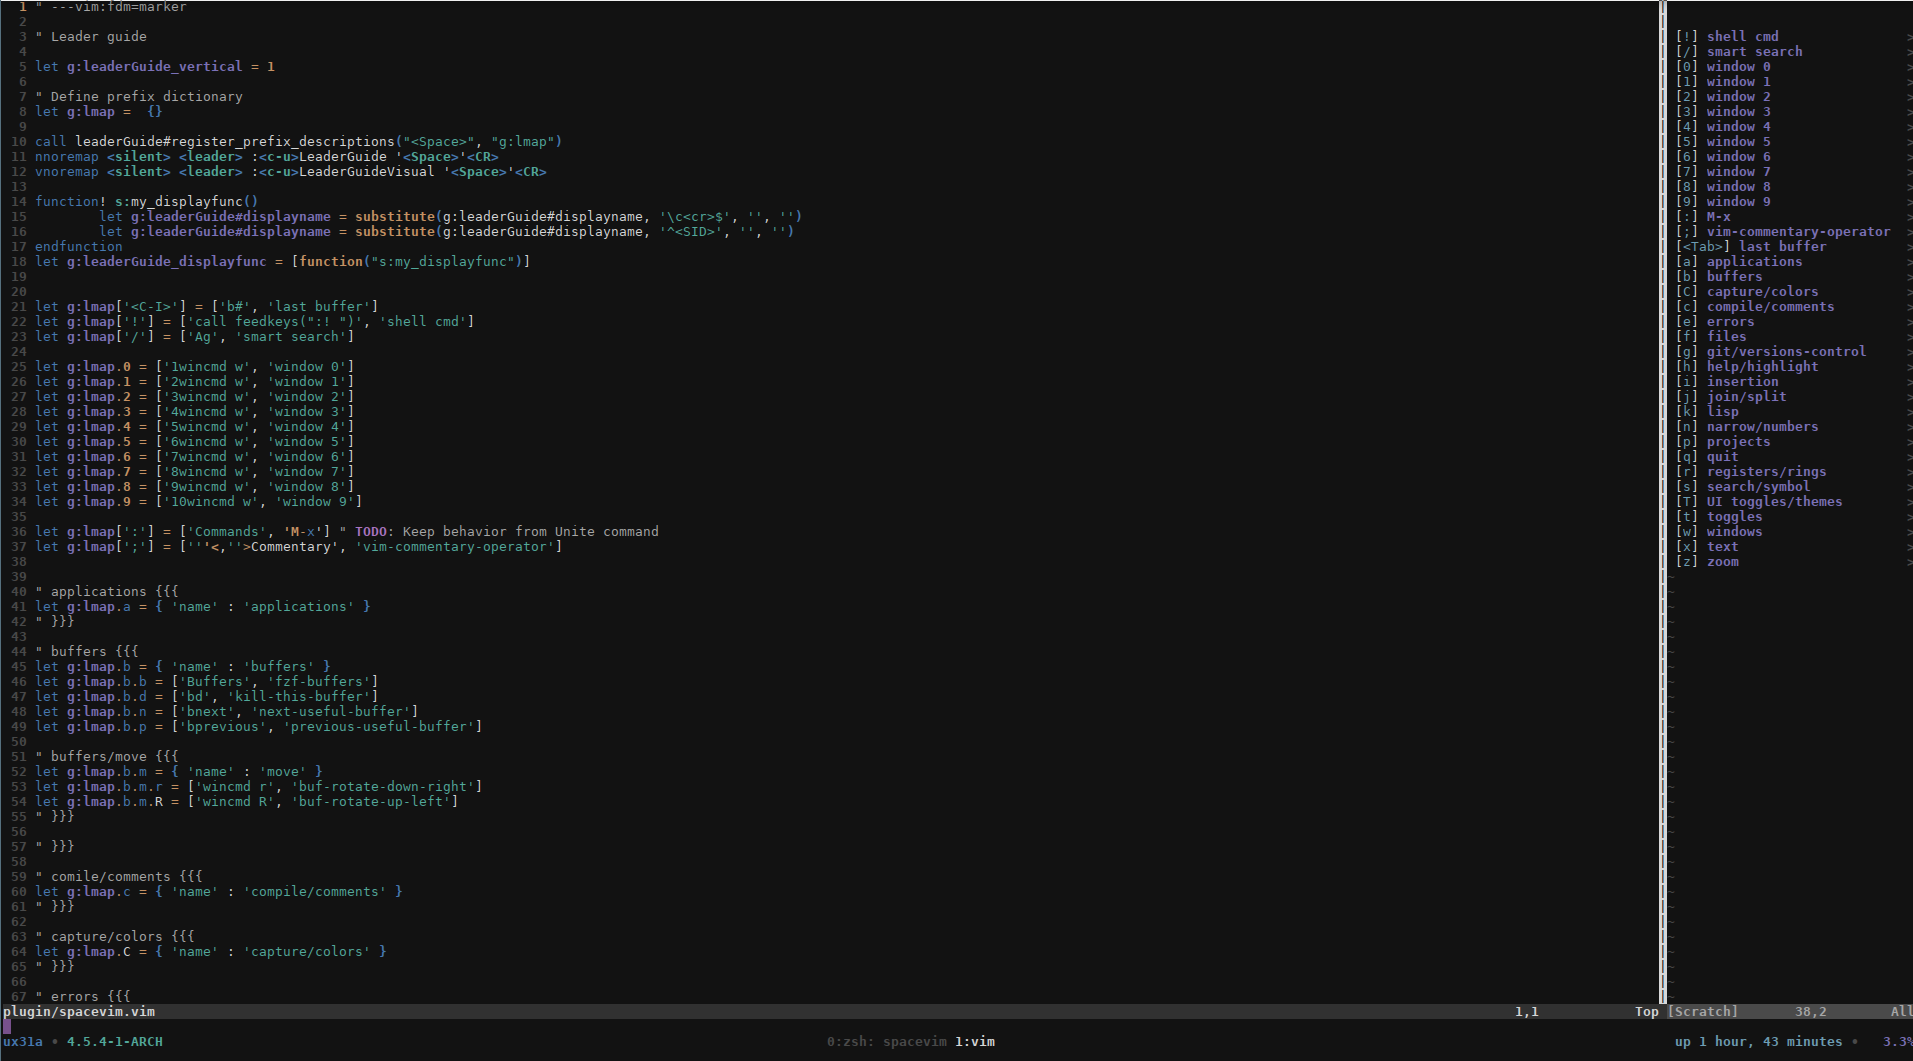 1 " ---vim:fdm=marker
2
3 " Leader guide
4
5 let g:leaderGuide_vertical = 1
6
7 " Define prefix dictionary
8 let g:lmap =  {}
9
10 call leaderGuide#register_prefix_descriptions("<Space>", "g:lmap")
11 nnoremap <silent> <leader> :<c-u>LeaderGuide '<Space>'<CR>
12 vnoremap <silent> <leader> :<c-u>LeaderGuideVisual '<Space>'<CR>
13
14 function! s:my_displayfunc()
15         let g:leaderGuide#displayname = substitute(g:leaderGuide#displayname, '\c<cr>$', '', '')
16         let g:leaderGuide#displayname = substitute(g:leaderGuide#displayname, '^<SID>', '', '')
17 endfunction
18 let g:leaderGuide_displayfunc = [function("s:my_displayfunc")]
19
20
21 let g:lmap['<C-I>'] = ['b#', 'last buffer']
22 let g:lmap['!'] = ['call feedkeys(":! ")', 'shell cmd']
23 let g:lmap['/'] = ['Ag', 'smart search']
24
25 let g:lmap.0 = ['1wincmd w', 'window 0']
26 let g:lmap.1 = ['2wincmd w', 'window 1']
27 let g:lmap.2 = ['3wincmd w', 'window 2']
28 let g:lmap.3 = ['4wincmd w', 'window 3']
29 let g:lmap.4 = ['5wincmd w', 'window 4']
30 let g:lmap.5 = ['6wincmd w', 'window 5']
31 let g:lmap.6 = ['7wincmd w', 'window 6']
32 let g:lmap.7 = ['8wincmd w', 'window 7']
33 let g:lmap.8 = ['9wincmd w', 'window 8']
34 let g:lmap.9 = ['10wincmd w', 'window 9']
35
36 let g:lmap[':'] = ['Commands', 'M-x'] " TODO: Keep behavior from Unite command
37 let g:lmap[';'] = ['''<,''>Commentary', 'vim-commentary-operator']
38
39
40 " applications {{{
41 let g:lmap.a = { 'name' : 'applications' }
42 " }}}
43
44 " buffers {{{
45 let g:lmap.b = { 'name' : 'buffers' }
46 let g:lmap.b.b = ['Buffers', 'fzf-buffers']
47 let g:lmap.b.d = ['bd', 'kill-this-buffer']
48 let g:lmap.b.n = ['bnext', 'next-useful-buffer']
49 let g:lmap.b.p = ['bprevious', 'previous-useful-buffer']
50
51 " buffers/move {{{
52 let g:lmap.b.m = { 'name' : 'move' }
53 let g:lmap.b.m.r = ['wincmd r', 'buf-rotate-down-right']
54 let g:lmap.b.m.R = ['wincmd R', 'buf-rotate-up-left']
55 " }}}
56
57 " }}}
58
59 " comile/comments {{{
60 let g:lmap.c = { 'name' : 'compile/comments' }
61 " }}}
62
63 " capture/colors {{{
64 let g:lmap.C = { 'name' : 'capture/colors' }
65 " }}}
66
67 " errors {{{
[!] shell cmd >
[/] smart search >
[0] window 0 >
[1] window 1 >
[2] window 2 >
[3] window 3 >
[4] window 4 >
[5] window 5 >
[6] window 6 >
[7] window 7 >
[8] window 8 >
[9] window 9 >
[:] M-x >
[;] vim-commentary-operator >
[<Tab>] last buffer >
[a] applications >
[b] buffers >
[C] capture/colors >
[c] compile/comments >
[e] errors >
[f] files >
[g] git/versions-control >
[h] help/highlight >
[i] insertion >
[j] join/split >
[k] lisp >
[n] narrow/numbers >
[p] projects >
[q] quit >
[r] registers/rings >
[s] search/symbol >
[T] UI toggles/themes >
[t] toggles >
[w] windows >
[x] text >
[z] zoom >
plugin/spacevim.vim 1,1 Top [Scratch] 38,2 All
ux31a • 4.5.4-1-ARCH 0:zsh: spacevim 1:vim up 1 hour, 43 minutes • 3.3%